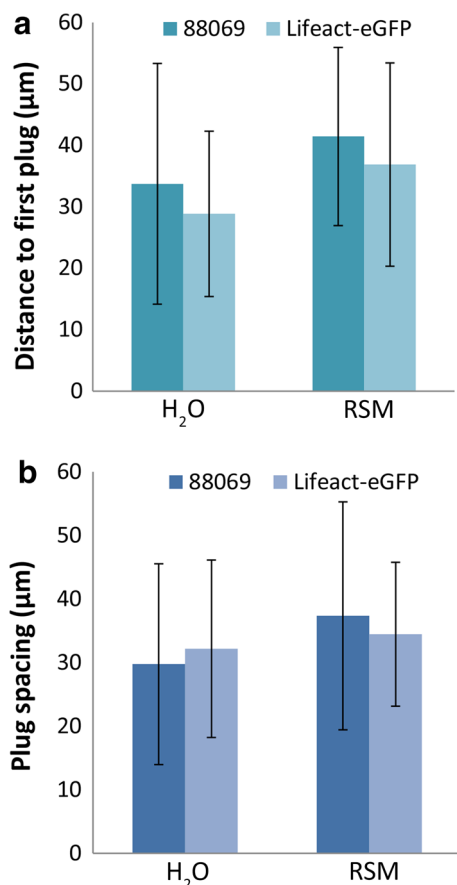 a
88069 Lifeact-eGFP
Distance to first plug (µm)
60
50
40
30
20
10
0
H₂O RSM
b
88069 Lifeact-eGFP
Plug spacing (µm)
60
50
40
30
20
10
0
H₂O RSM